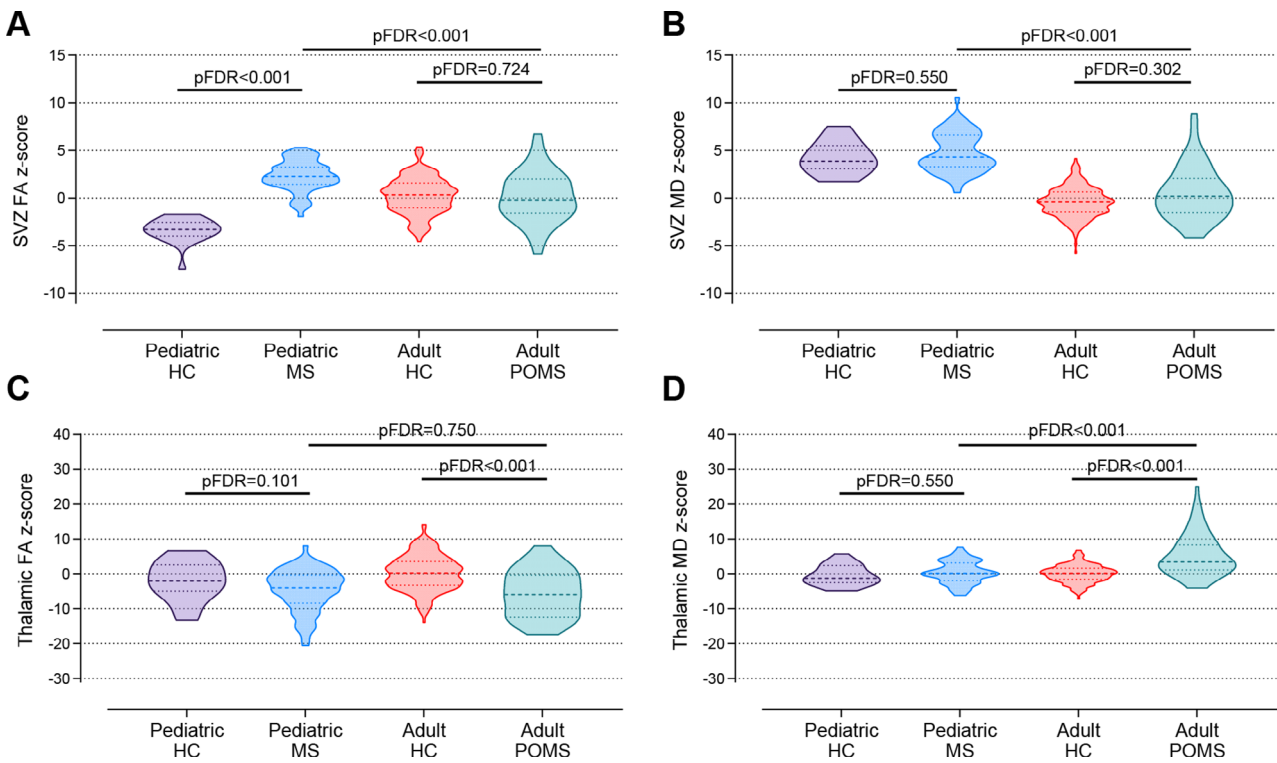 A
pFDR<0.001
pFDR=0.724
pFDR<0.001
SVZ FA z-score
15
10
5
0
-5
-10
Pediatric
HC
Pediatric
MS
Adult
HC
Adult
POMS
B
pFDR<0.001
pFDR=0.550
pFDR=0.302
SVZ MD z-score
15
10
5
0
-5
-10
Pediatric
HC
Pediatric
MS
Adult
HC
Adult
POMS
C
pFDR=0.750
pFDR<0.001
pFDR=0.101
Thalamic FA z-score
40
30
20
10
0
-10
-20
-30
Pediatric
HC
Pediatric
MS
Adult
HC
Adult
POMS
D
pFDR<0.001
pFDR<0.001
pFDR=0.550
Thalamic MD z-score
40
30
20
10
0
-10
-20
-30
Pediatric
HC
Pediatric
MS
Adult
HC
Adult
POMS